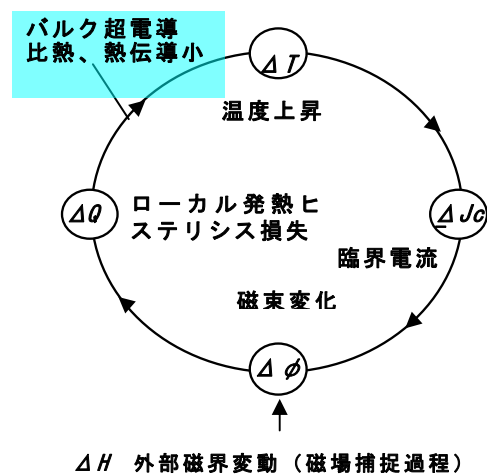 バルク超電導
比熱、熱伝導小
ΔT
温度上昇
ΔQ
ローカル発熱ヒ
ステリシス損失
ΔJc
臨界電流
磁束変化
Δφ
ΔH 外部磁界変動（磁場捕捉過程）